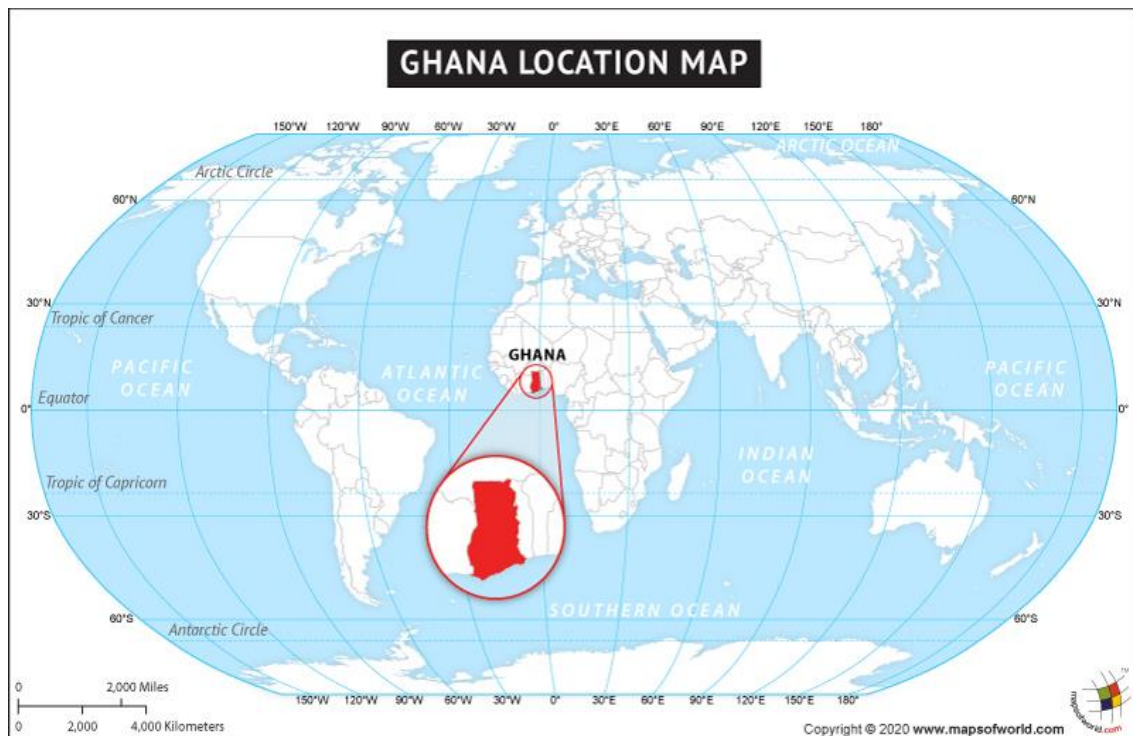 GHANA LOCATION MAP
150°W 120°W 90°W 60°W 30°W 0° 30°E 60°E 90°E 120°E 150°E 180°
ARCTIC OCEAN
Arctic Circle
60°N 60°N
30°N 30°N
Tropic of Cancer
GHANA
PACIFIC
OCEAN
ATLANTIC
OCEAN
PACIFIC
OCEAN
Equator
0° 0°
INDIAN
OCEAN
Tropic of Capricorn
30°S 30°S
SOUTHERN OCEAN
60°S 60°S
Antarctic Circle
0 2,000 Miles
0 2,000 4,000 Kilometers
150°W 120°W 90°W 60°W 30°W 0° 30°E 60°E 90°E 120°E 150°E 180°
TM
mapsofworld.com
Copyright © 2020 www.mapsofworld.com